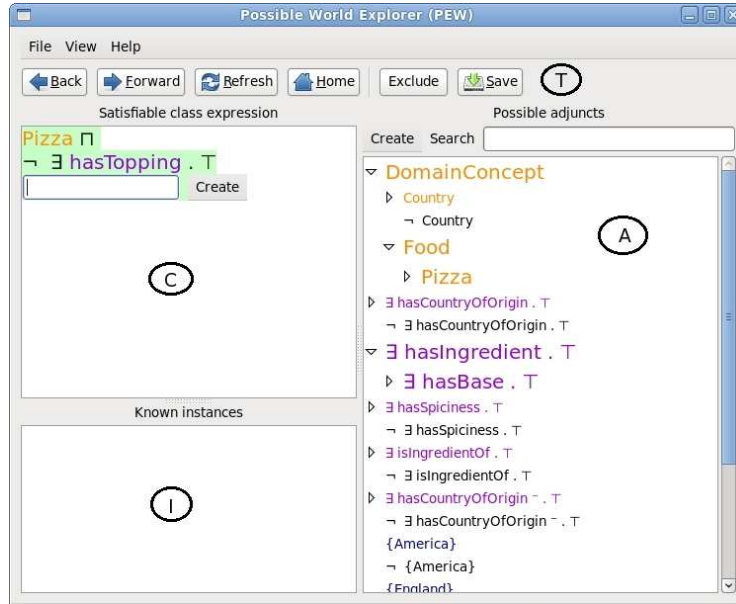 Possible World Explorer (PEW)
File View Help
Back Forward Refresh Home Exclude Save T
Satisfiable class expression
Pizza ⊓
¬ ∃ hasTopping . ⊤
Create
C
Known instances
I
Possible adjuncts
Create Search
DomainConcept
Country
¬ Country
Food
Pizza
∃ hasCountryOfOrigin . ⊤
¬ ∃ hasCountryOfOrigin . ⊤
∃ hasIngredient . ⊤
∃ hasBase . ⊤
∃ hasSpiciness . ⊤
¬ ∃ hasSpiciness . ⊤
∃ isIngredientOf . ⊤
¬ ∃ isIngredientOf . ⊤
∃ hasCountryOfOrigin ⁻ . ⊤
¬ ∃ hasCountryOfOrigin ⁻ . ⊤
{America}
¬ {America}
{England}
A